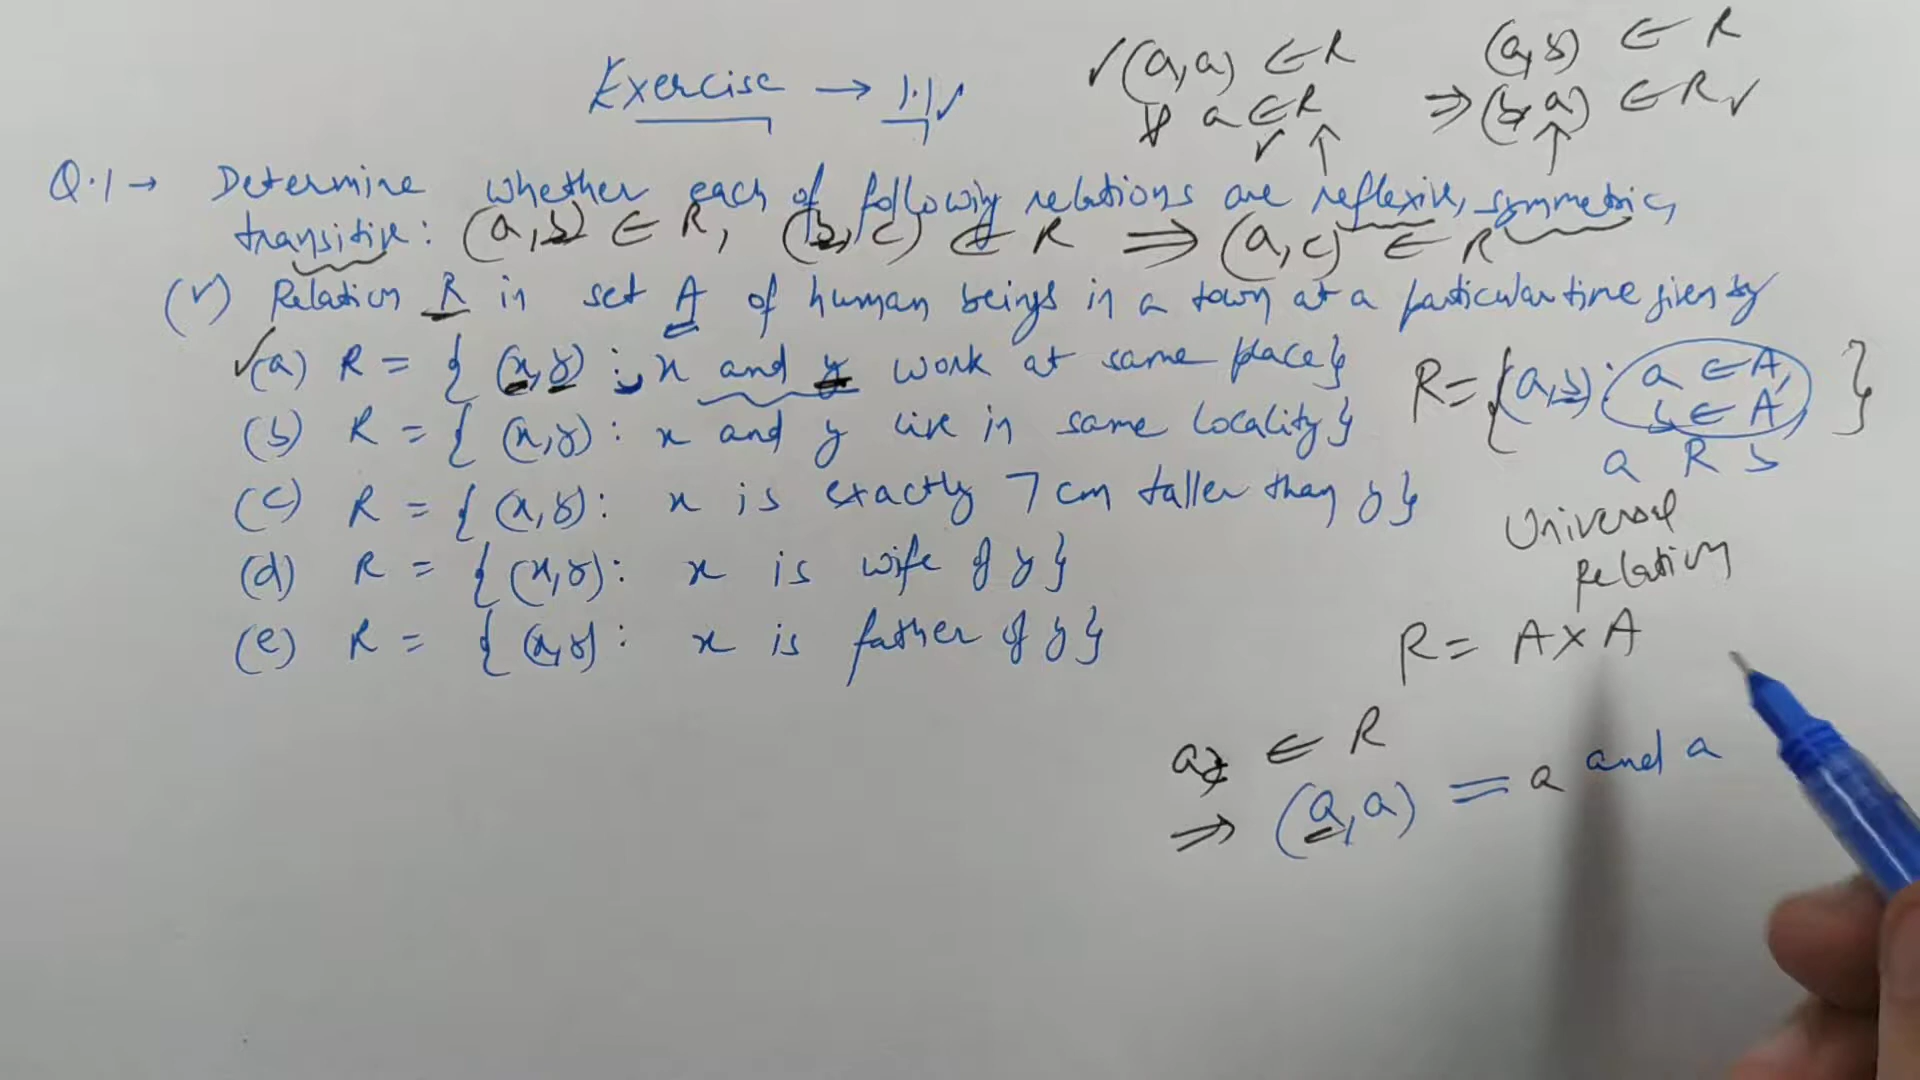 Exercise → 1.1 ✓
✓(a,a) ∈ R
∀ a ∈ R
(a,b) ∈ R
⇒ (b,a) ∈ R ✓
Q.1 → Determine whether each of following relations are reflexive, symmetric,
transitive: (a,b) ∈ R, (b,c) ∈ R ⇒ (a,c) ∈ R
(v) Relation R in set A of human beings in a town at a particular time given by
✓(a) R = { (x,y) : x and y work at same place}
(b) R = { (x,y) : x and y live in same locality}
(c) R = { (x,y) : x is exactly 7 cm taller than y }
(d) R = { (x,y) : x is wife of y }
(e) R = { (x,y) : x is father of y }
R = { (a,b) : a ∈ A, b ∈ A }
a R b
Universal
Relation
R = A × A
a ∈ R
⇒ (a,a) = a and a